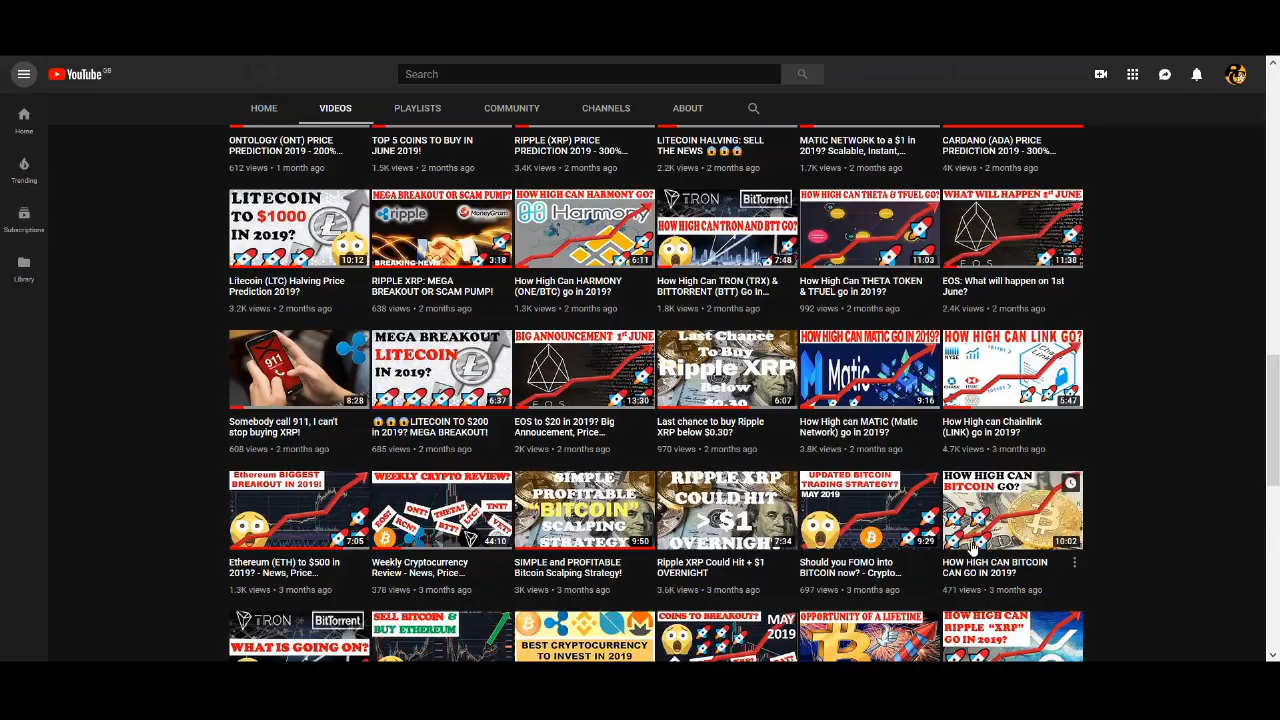 YouTube GB
Search
HOME VIDEOS PLAYLISTS COMMUNITY CHANNELS ABOUT
Home
Trending
Subscriptions
Library
ONTOLOGY (ONT) PRICE
PREDICTION 2019 - 200%...
612 views • 1 month ago
TOP 5 COINS TO BUY IN
JUNE 2019!
1.5K views • 2 months ago
RIPPLE (XRP) PRICE
PREDICTION 2019 - 300%...
3.4K views • 2 months ago
LITECOIN HALVING: SELL
THE NEWS 😱😱😱
2.2K views • 2 months ago
MATIC NETWORK to a $1 in
2019? Scalable, Instant,...
1.7K views • 2 months ago
CARDANO (ADA) PRICE
PREDICTION 2019 - 300%...
4K views • 2 months ago
LITECOIN
TO $1000
IN 2019?
10:12
Litecoin (LTC) Halving Price
Prediction 2019?
3.2K views • 2 months ago
MEGA BREAKOUT OR SCAM PUMP?
ripple MoneyGram
BREAKING NEWS
3:18
RIPPLE XRP: MEGA
BREAKOUT OR SCAM PUMP!
638 views • 2 months ago
HOW HIGH CAN HARMONY GO?
Harmony
6:11
How High Can HARMONY
(ONE/BTC) go in 2019?
1.3K views • 2 months ago
TRON BitTorrent
HOW HIGH CAN TRON AND BTT GO?
7:48
How High Can TRON (TRX) &
BITTORRENT (BTT) Go In...
1.8K views • 2 months ago
HOW HIGH CAN THETA & TFUEL GO?
11:03
How High Can THETA TOKEN
& TFUEL go in 2019?
992 views • 2 months ago
WHAT WILL HAPPEN 1st JUNE?
EOS
11:38
EOS: What will happen on 1st
June?
2.4K views • 2 months ago
911
8:28
Somebody call 911, I can't
stop buying XRP!
608 views • 2 months ago
MEGA BREAKOUT
LITECOIN
IN 2019?
6:37
😱😱😱LITECOIN TO $200
in 2019? MEGA BREAKOUT!
685 views • 2 months ago
BIG ANNOUNCEMENT 1st JUNE
EOS
13:30
EOS to $20 in 2019? Big
Annoucement, Price...
2K views • 2 months ago
Last Chance
To Buy
Ripple XRP
Below
$0.30
6:07
Last chance to buy Ripple
XRP below $0.30?
970 views • 2 months ago
HOW HIGH CAN MATIC GO IN 2019?
Matic
9:16
How High can MATIC (Matic
Network) go in 2019?
3.8K views • 2 months ago
HOW HIGH CAN LINK GO?
NYSE
CHASE HSBC
5:47
How High can Chainlink
(LINK) go in 2019?
4.7K views • 3 months ago
Ethereum BIGGEST
BREAKOUT IN 2019!
7:05
Ethereum (ETH) to $500 in
2019? - News, Price...
1.3K views • 3 months ago
WEEKLY CRYPTO REVIEW?
EOS? ONT? THETA? TNT?
RCN? BTT? LTC? VET?
44:10
Weekly Cryptocurrency
Review - News, Price...
378 views • 3 months ago
SIMPLE
PROFITABLE
"BITCOIN"
SCALPING
STRATEGY
9:50
SIMPLE and PROFITABLE
Bitcoin Scalping Strategy!
3K views • 3 months ago
RIPPLE XRP
COULD HIT
> $1
OVERNIGHT
7:34
Ripple XRP Could Hit + $1
OVERNIGHT
3.6K views • 3 months ago
UPDATED BITCOIN
TRADING STRATEGY?
MAY 2019
9:29
Should you FOMO into
BITCOIN now? - Crypto...
697 views • 3 months ago
HOW HIGH CAN
BITCOIN GO?
10:02
HOW HIGH CAN BITCOIN
CAN GO IN 2019?
471 views • 3 months ago
TRON BitTorrent
WHAT IS GOING ON?
SELL BITCOIN &
BUY ETHEREUM
BEST CRYPTOCURRENCY
TO INVEST IN 2019
COINS TO BREAKOUT? MAY
2019
OPPORTUNITY OF A LIFETIME
HOW HIGH CAN
RIPPLE "XRP"
GO IN 2019?